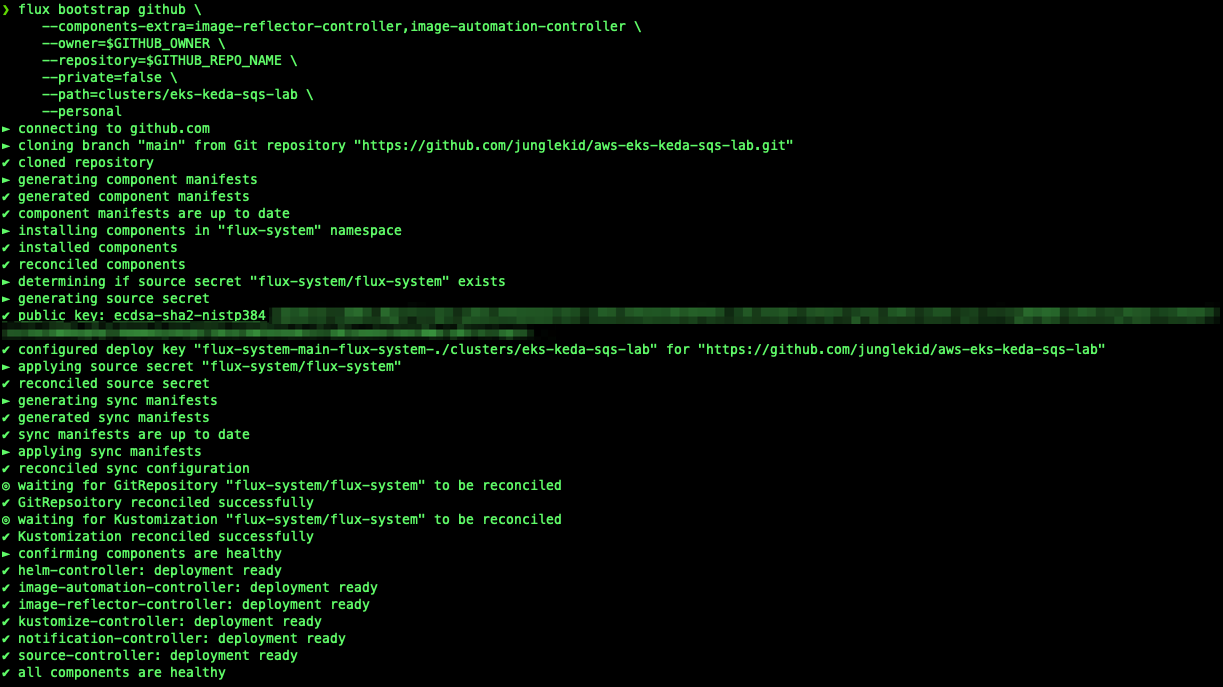 ❯ flux bootstrap github \
     --components-extra=image-reflector-controller,image-automation-controller \
     --owner=$GITHUB_OWNER \
     --repository=$GITHUB_REPO_NAME \
     --private=false \
     --path=clusters/eks-keda-sqs-lab \
     --personal
► connecting to github.com
► cloning branch "main" from Git repository "https://github.com/junglekid/aws-eks-keda-sqs-lab.git"
✔ cloned repository
► generating component manifests
✔ generated component manifests
✔ component manifests are up to date
► installing components in "flux-system" namespace
✔ installed components
✔ reconciled components
► determining if source secret "flux-system/flux-system" exists
► generating source secret
✔ public key: ecdsa-sha2-nistp384
✔ configured deploy key "flux-system-main-flux-system-./clusters/eks-keda-sqs-lab" for "https://github.com/junglekid/aws-eks-keda-sqs-lab"
► applying source secret "flux-system/flux-system"
✔ reconciled source secret
► generating sync manifests
✔ generated sync manifests
✔ sync manifests are up to date
► applying sync manifests
✔ reconciled sync configuration
◎ waiting for GitRepository "flux-system/flux-system" to be reconciled
✔ GitRepsoitory reconciled successfully
◎ waiting for Kustomization "flux-system/flux-system" to be reconciled
✔ Kustomization reconciled successfully
► confirming components are healthy
✔ helm-controller: deployment ready
✔ image-automation-controller: deployment ready
✔ image-reflector-controller: deployment ready
✔ kustomize-controller: deployment ready
✔ notification-controller: deployment ready
✔ source-controller: deployment ready
✔ all components are healthy